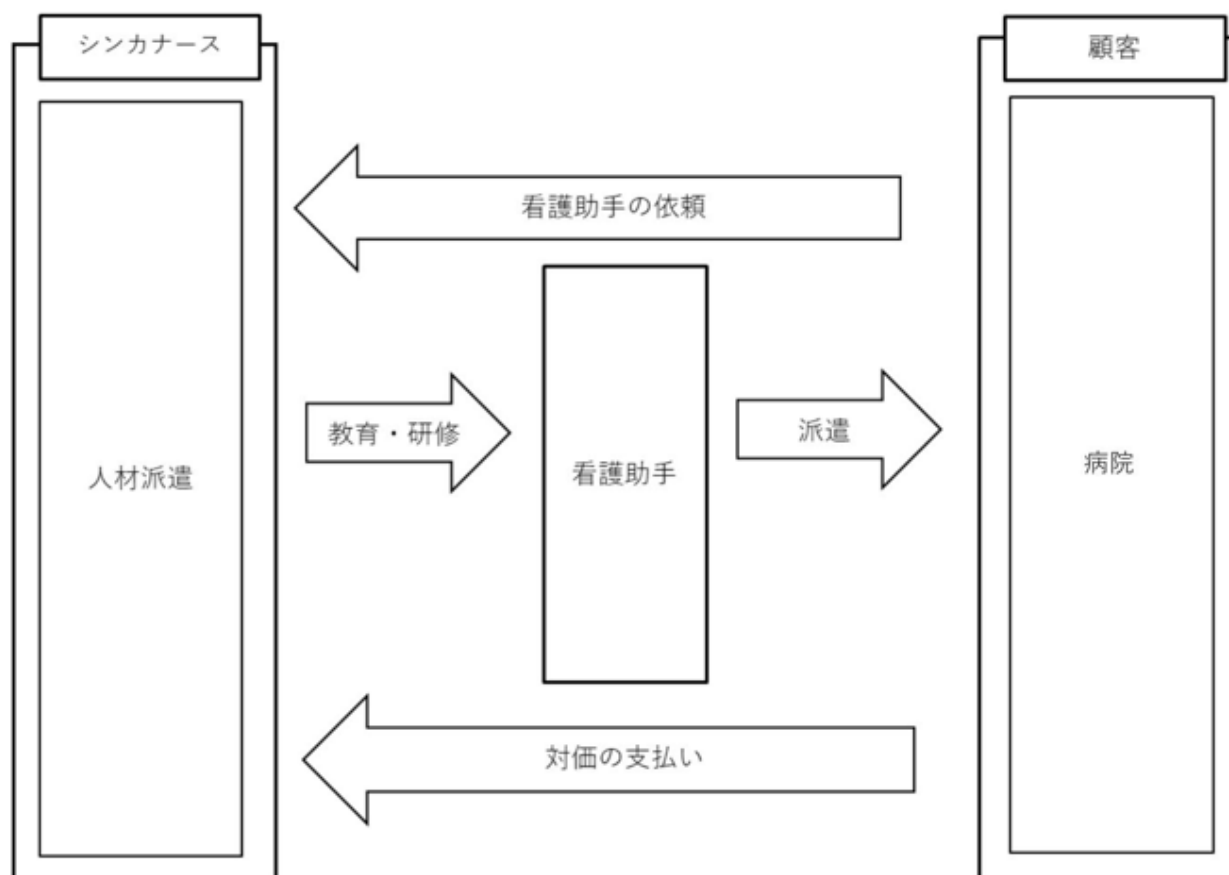 シンカナース
顧客
看護助手の依頼
教育・研修
派遣
人材派遣
看護助手
病院
対価の支払い